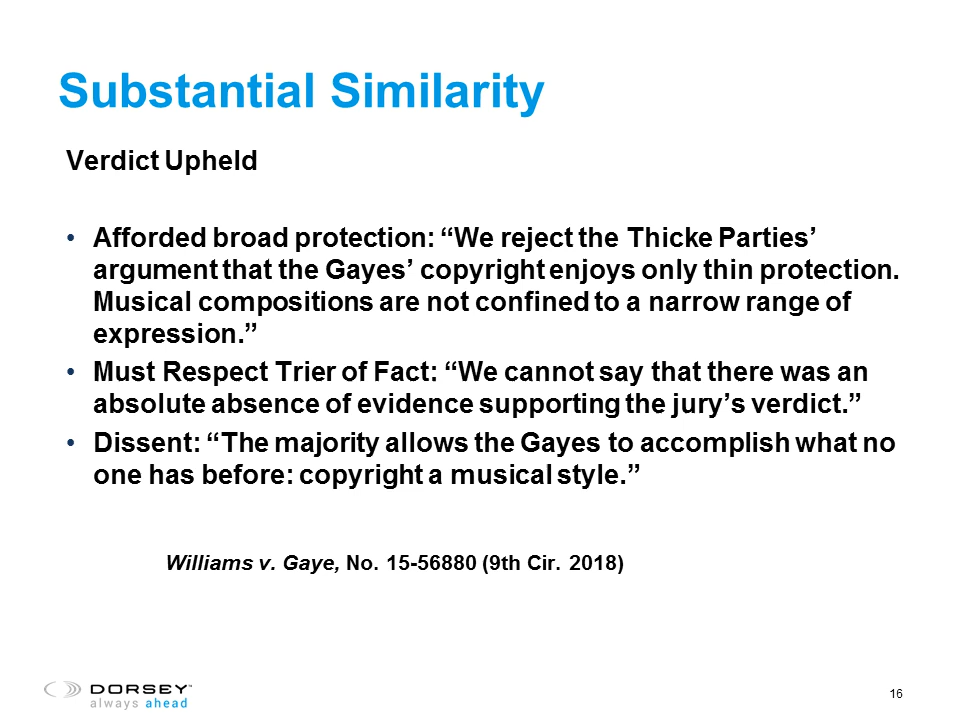 Substantial Similarity
Verdict Upheld
• Afforded broad protection: “We reject the Thicke Parties’
argument that the Gayes’ copyright enjoys only thin protection.
Musical compositions are not confined to a narrow range of
expression.”
• Must Respect Trier of Fact: “We cannot say that there was an
absolute absence of evidence supporting the jury’s verdict.”
• Dissent: “The majority allows the Gayes to accomplish what no
one has before: copyright a musical style.”
Williams v. Gaye, No. 15-56880 (9th Cir. 2018)
DORSEY™
always ahead
16